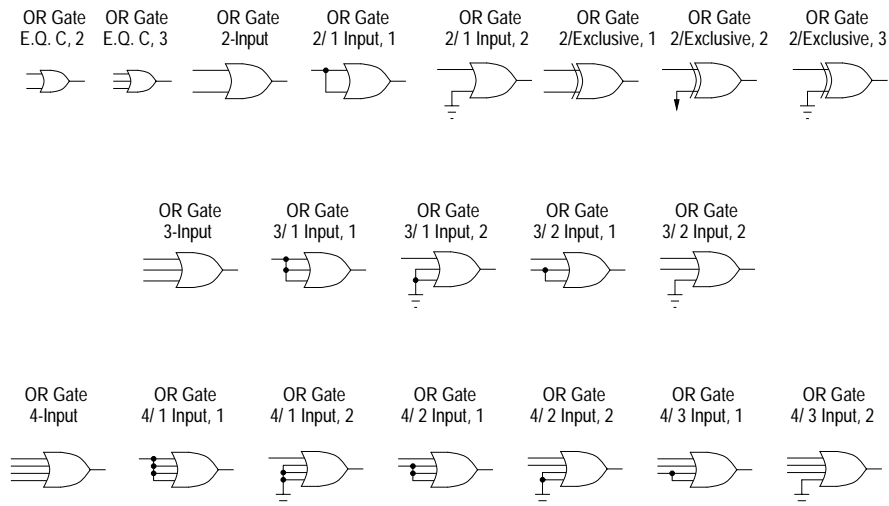 OR Gate
E.Q. C, 2
OR Gate
E.Q. C, 3
OR Gate
2-Input
OR Gate
2/ 1 Input, 1
OR Gate
2/ 1 Input, 2
OR Gate
2/Exclusive, 1
OR Gate
2/Exclusive, 2
OR Gate
2/Exclusive, 3
OR Gate
3-Input
OR Gate
3/ 1 Input, 1
OR Gate
3/ 1 Input, 2
OR Gate
3/ 2 Input, 1
OR Gate
3/ 2 Input, 2
OR Gate
4-Input
OR Gate
4/ 1 Input, 1
OR Gate
4/ 1 Input, 2
OR Gate
4/ 2 Input, 1
OR Gate
4/ 2 Input, 2
OR Gate
4/ 3 Input, 1
OR Gate
4/ 3 Input, 2